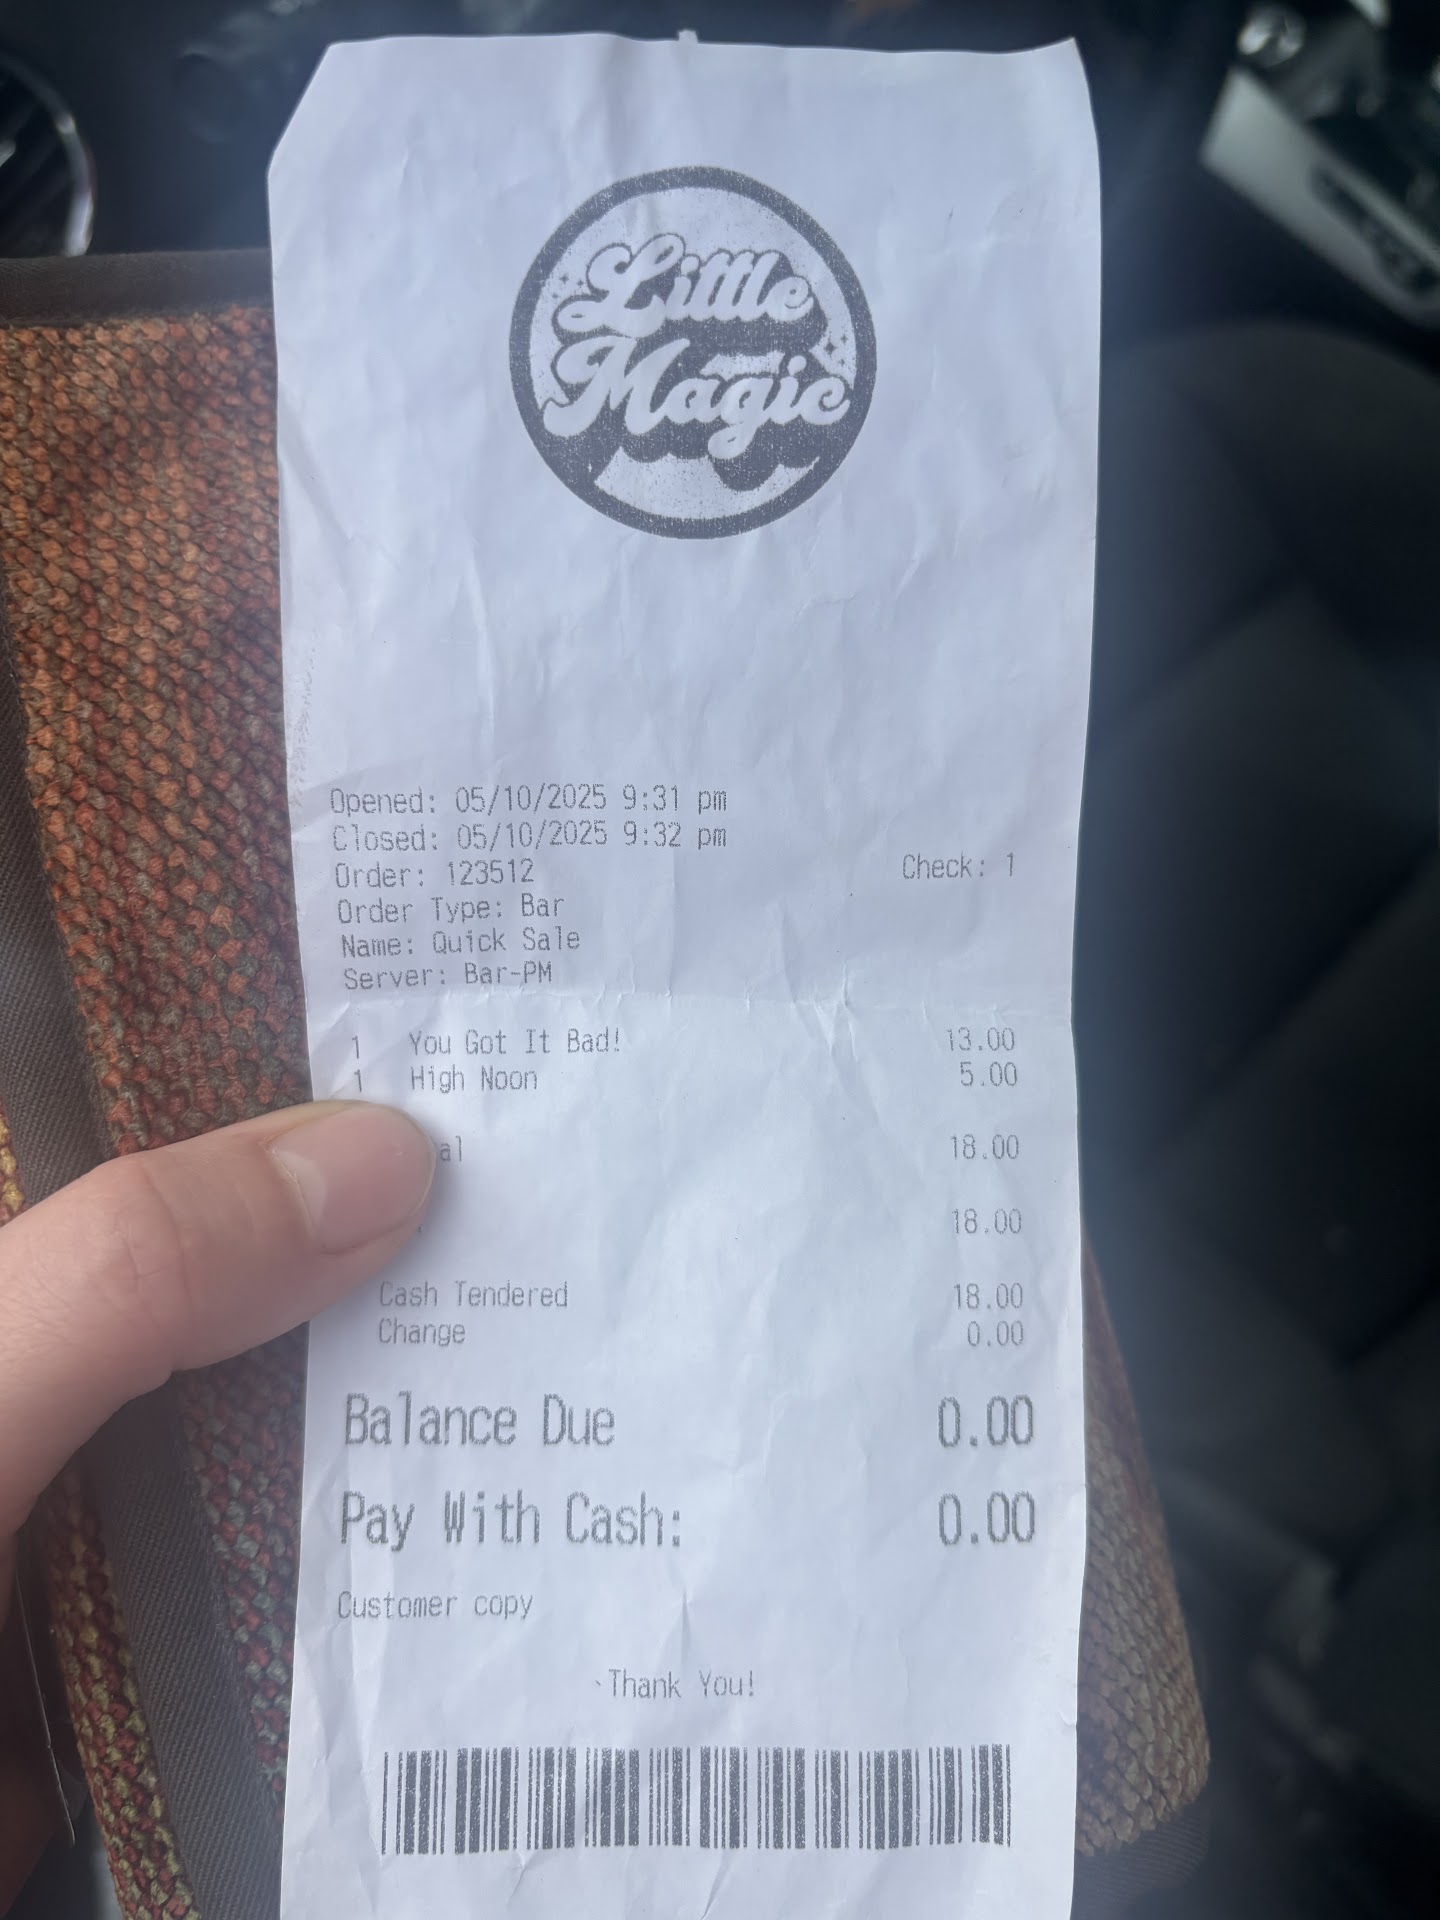 Little
Magic
Opened: 05/10/2025 9:31 pm
Closed: 05/10/2025 9:32 pm
Order: 123512 Check: 1
Order Type: Bar
Name: Quick Sale
Server: Bar-PM
1 You Got It Bad! 13.00
1 High Noon 5.00
al 18.00
18.00
Cash Tendered 18.00
Change 0.00
Balance Due 0.00
Pay With Cash: 0.00
Customer copy
Thank You!